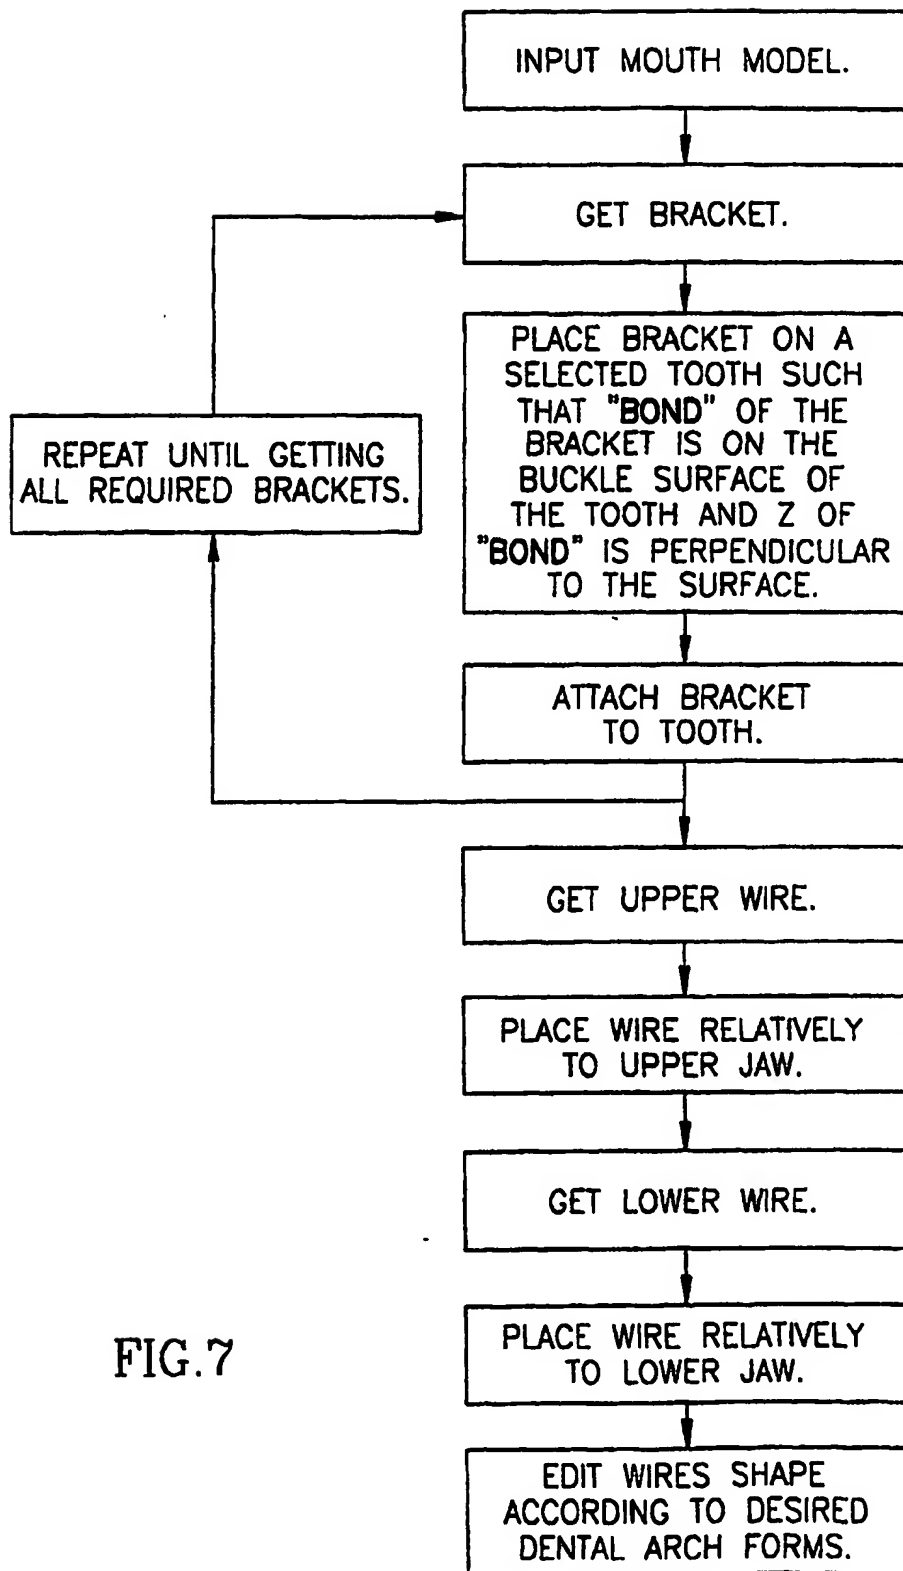 INPUT MOUTH MODEL.
GET BRACKET.
PLACE BRACKET ON A
SELECTED TOOTH SUCH
THAT "BOND" OF THE
BRACKET IS ON THE
BUCKLE SURFACE OF
THE TOOTH AND Z OF
"BOND" IS PERPENDICULAR
TO THE SURFACE.
REPEAT UNTIL GETTING
ALL REQUIRED BRACKETS.
ATTACH BRACKET
TO TOOTH.
GET UPPER WIRE.
PLACE WIRE RELATIVELY
TO UPPER JAW.
GET LOWER WIRE.
PLACE WIRE RELATIVELY
TO LOWER JAW.
EDIT WIRES SHAPE
ACCORDING TO DESIRED
DENTAL ARCH FORMS.
FIG.7